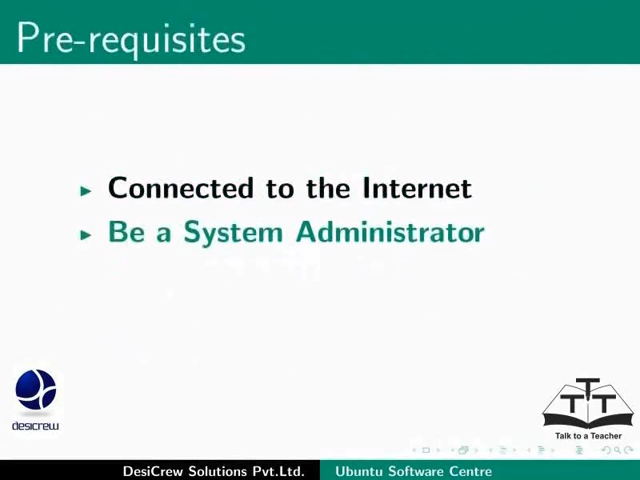 Pre-requisites
Connected to the Internet
Be a System Administrator
desicrew
TTT
Talk to a Teacher
DesiCrew Solutions Pvt.Ltd. Ubuntu Software Centre